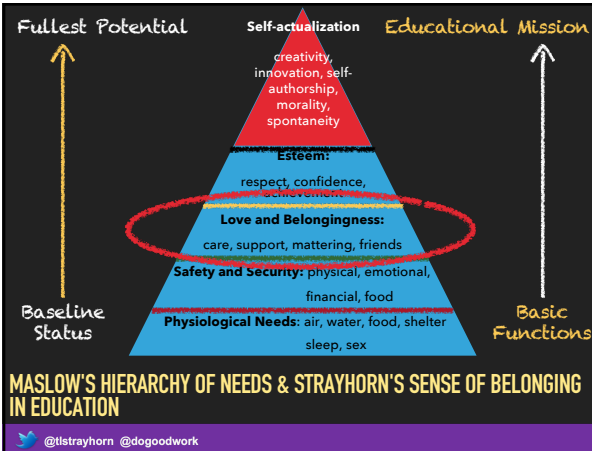 Fullest Potential
Self-actualization
Educational Mission
creativity,
innovation, self-
authorship,
morality,
spontaneity
Esteem:
respect, confidence,
achievement
Love and Belongingness:
care, support, mattering, friends
Safety and Security: physical, emotional,
financial, food
Baseline
Status
Physiological Needs: air, water, food, shelter
sleep, sex
Basic
Functions
MASLOW'S HIERARCHY OF NEEDS & STRAYHORN'S SENSE OF BELONGING
IN EDUCATION
@tlstrayhorn @dogoodwork